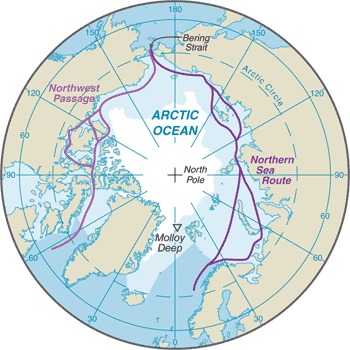 180
Bering
Strait
150
150
Arctic Circle
Northwest
Passage
120
120
ARCTIC
OCEAN
60
Northern
Sea
Route
North
Pole
90
90
Molloy
Deep
60
60
30
30
0